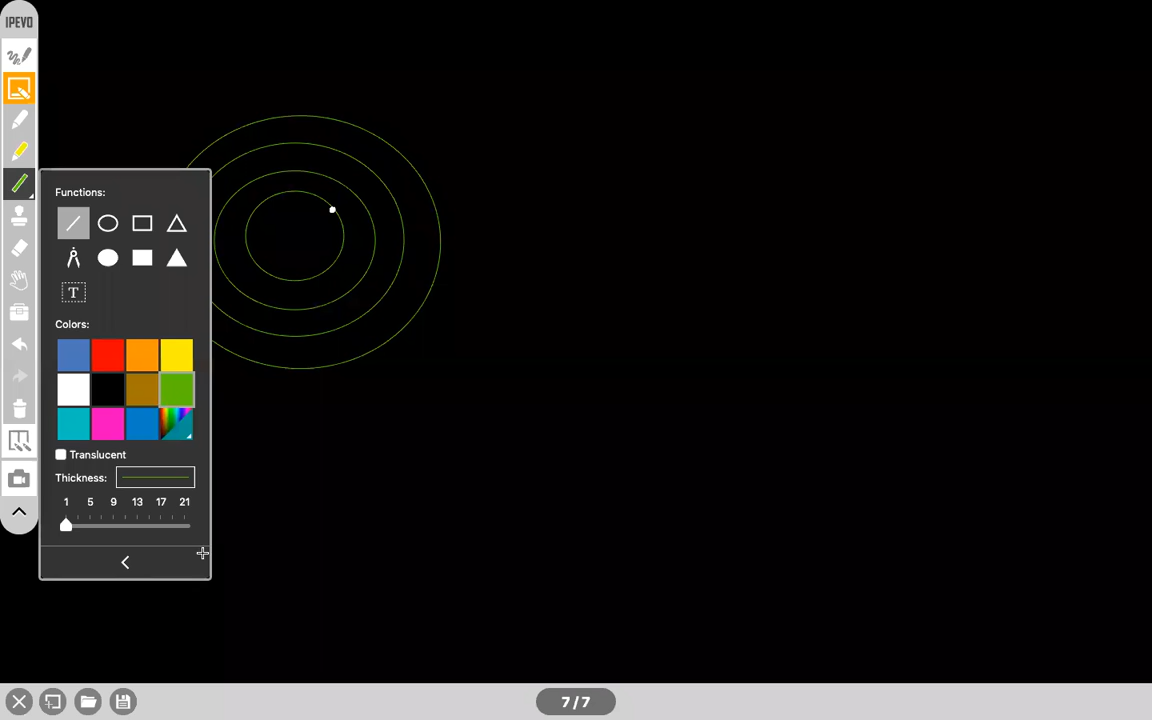 IPEVO
Functions:
T
Colors:
Translucent
Thickness:
1 5 9 13 17 21
7/7